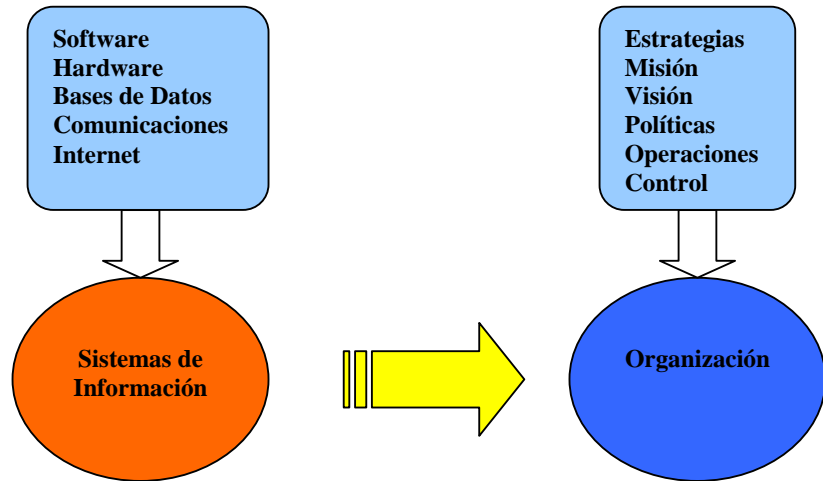 Software
Hardware
Bases de Datos
Comunicaciones
Internet
Estrategias
Misión
Visión
Políticas
Operaciones
Control
Sistemas de
Información
Organización